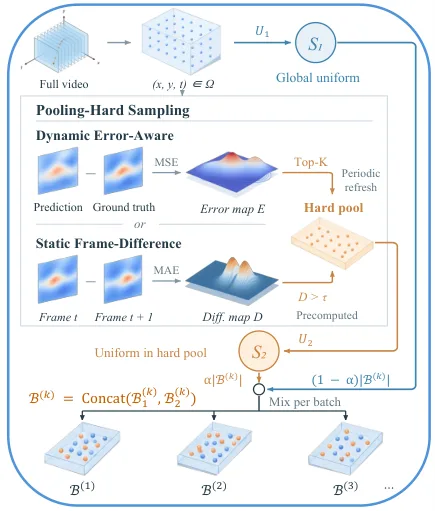 U₁
S₁
Full video
(x, y, t) ∈ Ω
Global uniform
Pooling-Hard Sampling
Dynamic Error-Aware
MSE
Top-K
Periodic
refresh
Prediction
Ground truth
Error map E
Hard pool
or
Static Frame-Difference
MAE
D > τ
Frame t
Frame t + 1
Diff. map D
Precomputed
Uniform in hard pool
S₂
U₂
α|ℬ⁽ᵏ⁾|
(1 − α)|ℬ⁽ᵏ⁾|
ℬ⁽ᵏ⁾ = Concat(ℬ₁⁽ᵏ⁾, ℬ₂⁽ᵏ⁾)
Mix per batch
ℬ⁽¹⁾
ℬ⁽²⁾
ℬ⁽³⁾
...